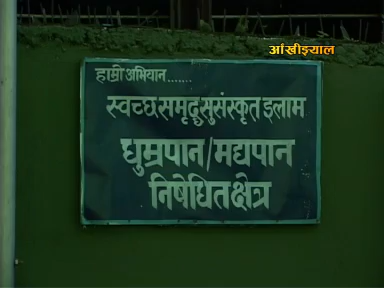 आंखीझ्याल
हाम्रो अभियान.......
स्वच्छ समृद्ध सुसंस्कृत इलाम
धुम्रपान/मद्यपान
निषेधित क्षेत्र